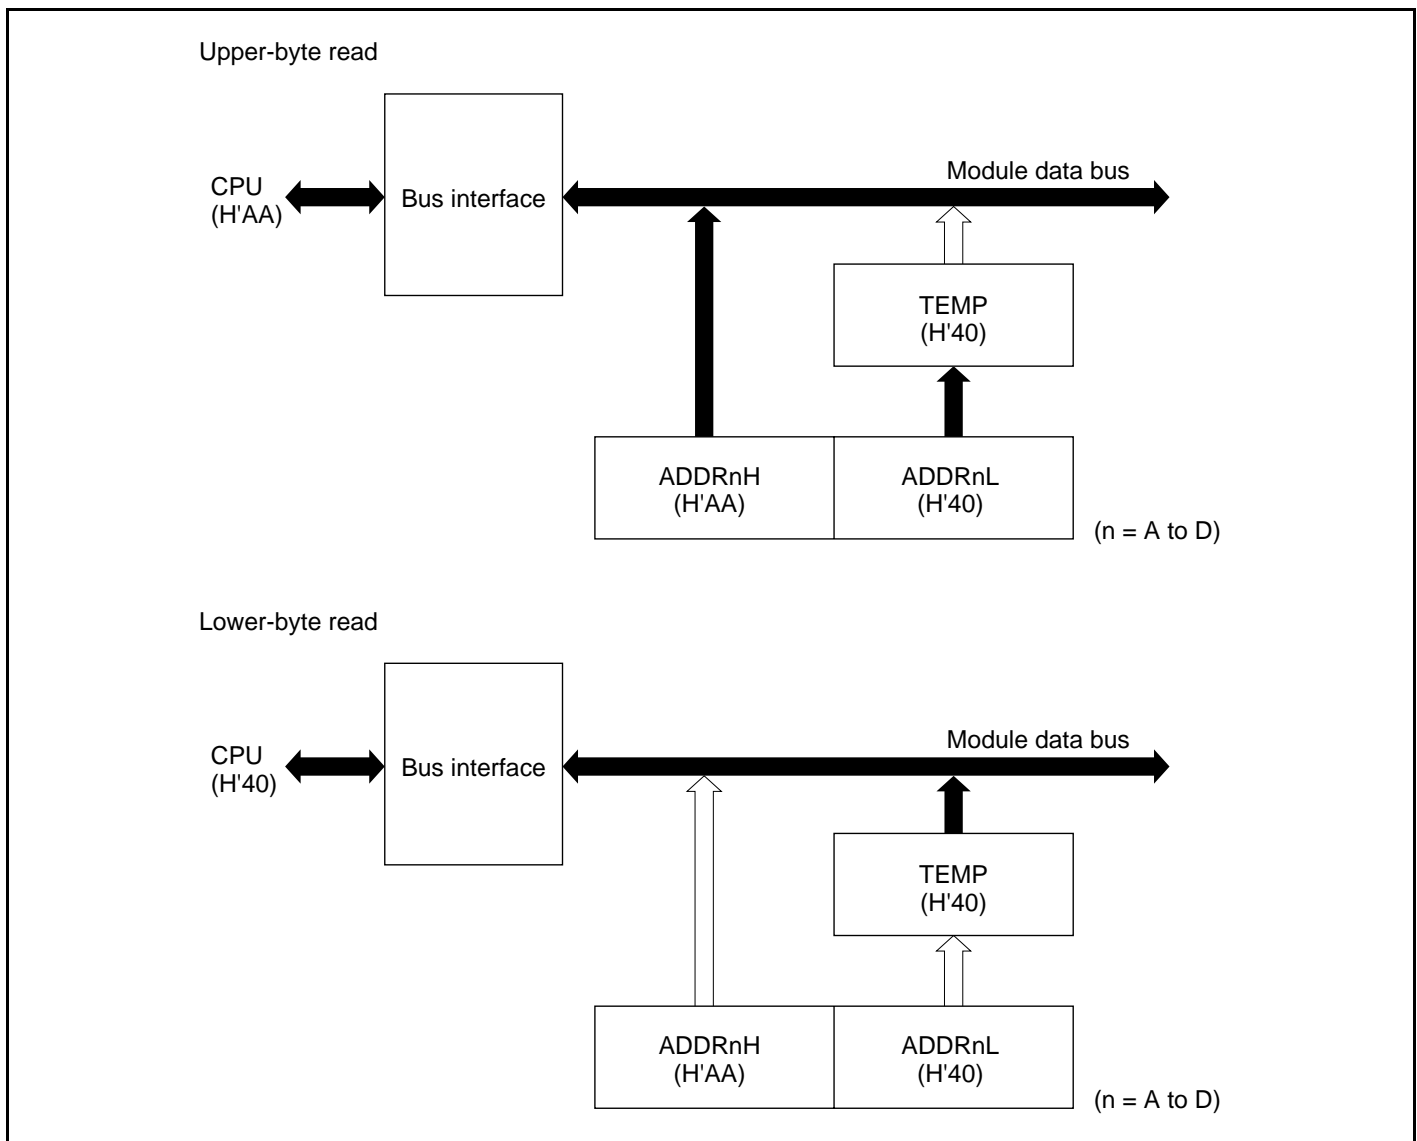 Upper-byte read
Module data bus
CPU
(H'AA)
Bus interface
TEMP
(H'40)
ADDRnH
(H'AA)
ADDRnL
(H'40)
(n = A to D)
Lower-byte read
Module data bus
CPU
(H'40)
Bus interface
TEMP
(H'40)
ADDRnH
(H'AA)
ADDRnL
(H'40)
(n = A to D)